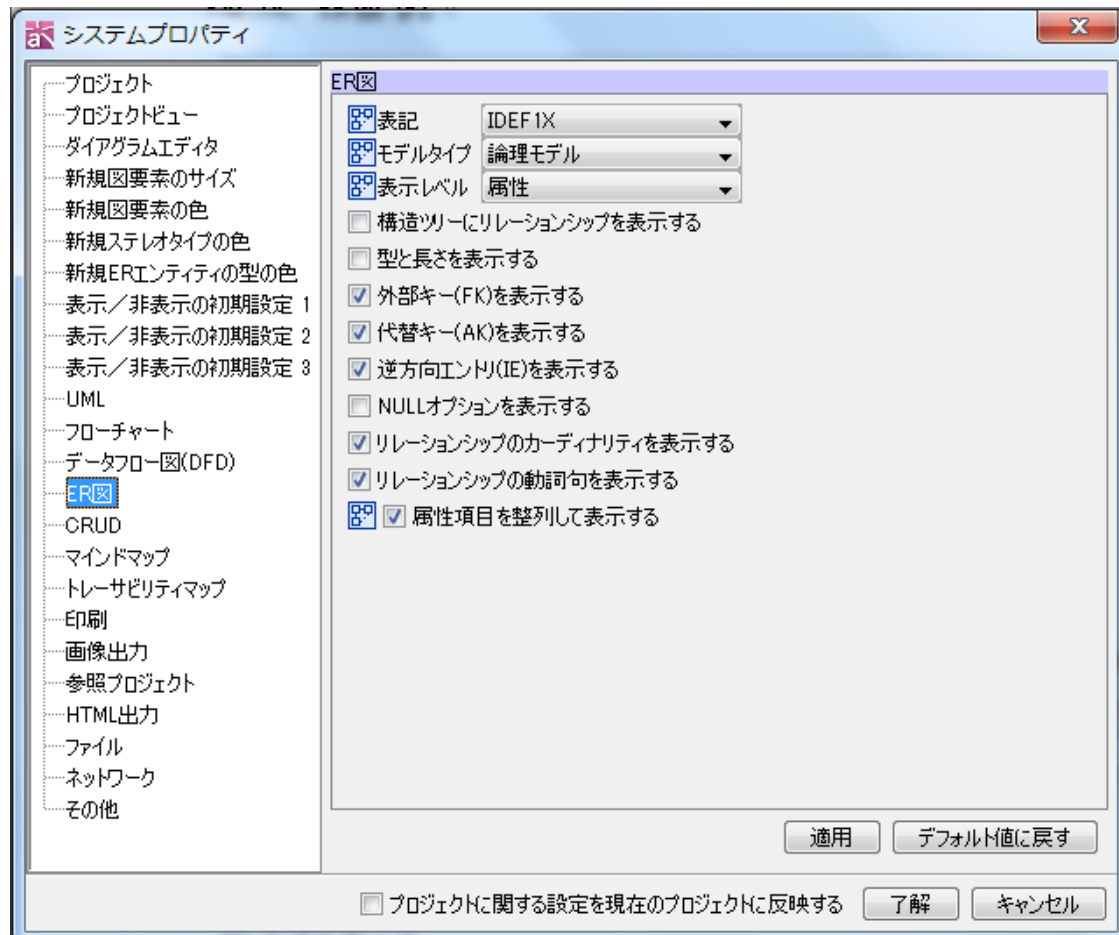 システムプロパティ
プロジェクト
プロジェクトビュー
ダイアグラムエディタ
新規図要素のサイズ
新規図要素の色
新規ステレオタイプの色
新規ERエンティティの型の色
表示／非表示の初期設定 1
表示／非表示の初期設定 2
表示／非表示の初期設定 3
UML
フローチャート
データフロー図(DFD)
ER図
CRUD
マインドマップ
トレーサビリティマップ
印刷
画像出力
参照プロジェクト
HTML出力
ファイル
ネットワーク
その他
ER図
表記 IDEF1X
モデルタイプ 論理モデル
表示レベル 属性
構造ツリーにリレーションシップを表示する
型と長さを表示する
外部キー(FK)を表示する
代替キー(AK)を表示する
逆方向エントリ(IE)を表示する
NULLオプションを表示する
リレーションシップのカーディナリティを表示する
リレーションシップの動詞句を表示する
属性項目を整列して表示する
適用 デフォルト値に戻す
プロジェクトに関する設定を現在のプロジェクトに反映する 了解 キャンセル